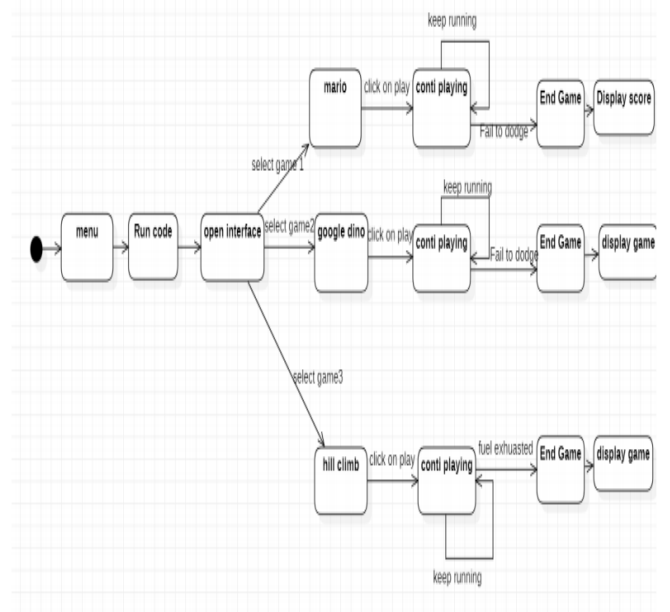 keep running
mario
click on play
conti playing
End Game
Display score
Fail to dodge
select game 1
keep running
menu
Run code
open interface
select game2
google dino
click on play
conti playing
Fail to dodge
End Game
display game
select game3
hill climb
click on play
conti playing
fuel exhuasted
End Game
display game
keep running